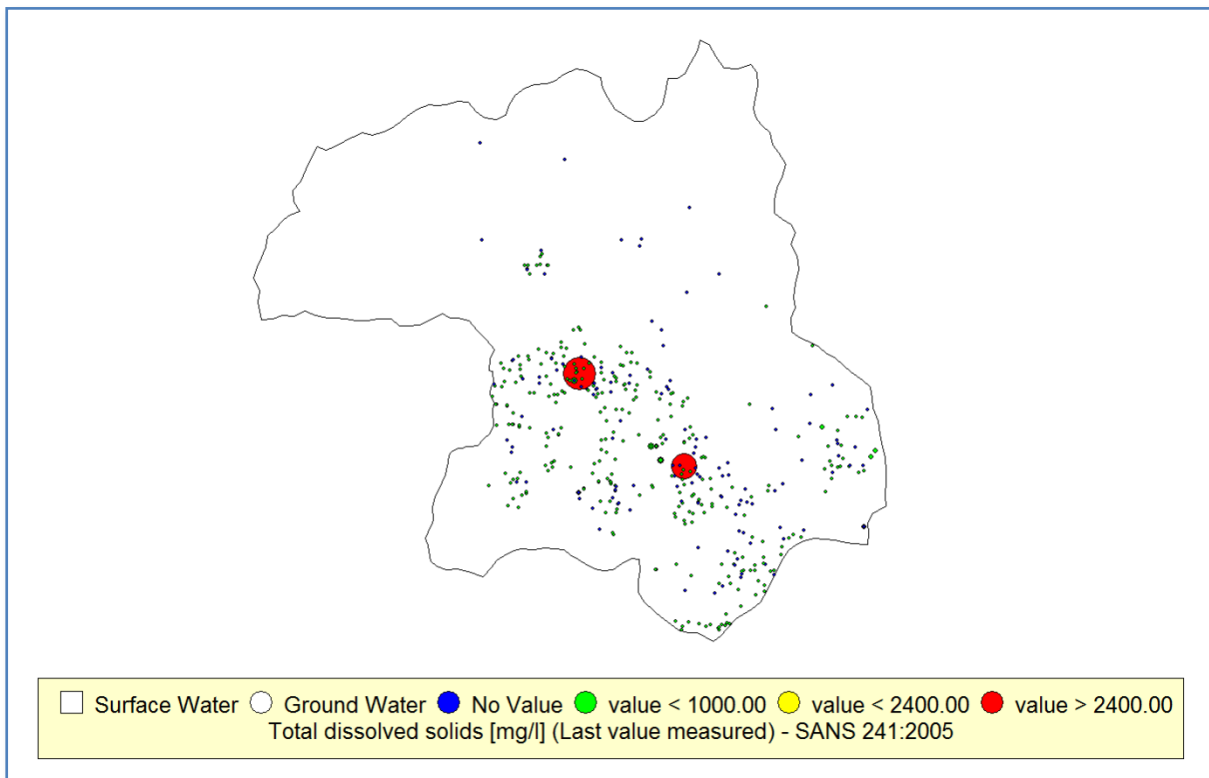 Surface Water Ground Water No Value value < 1000.00 value < 2400.00 value > 2400.00
Total dissolved solids [mg/l] (Last value measured) - SANS 241:2005